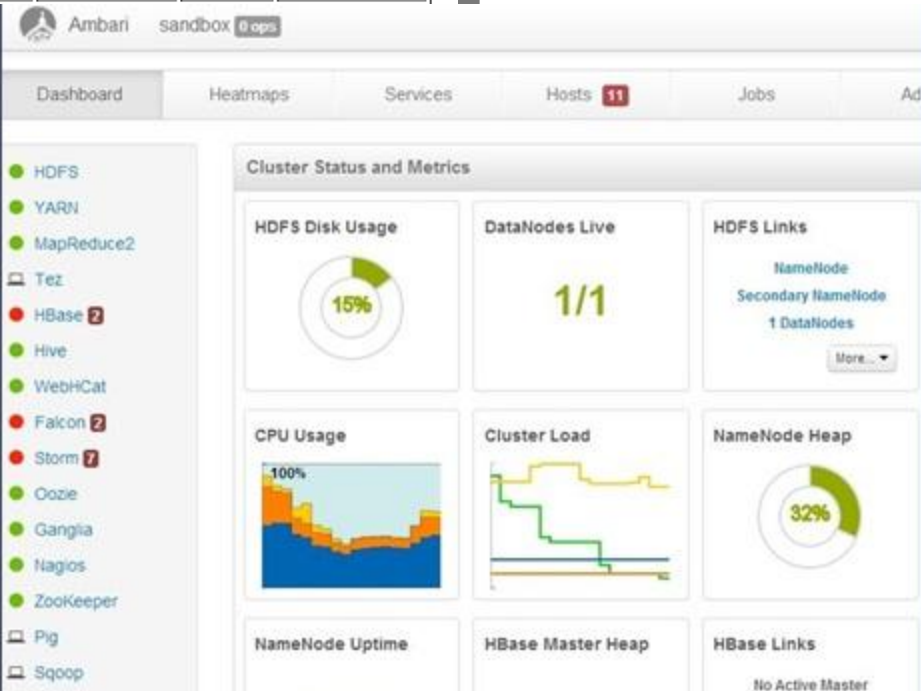 Ambari sandbox 0 ops
Dashboard Heatmaps Services Hosts 11 Jobs Ad
HDFS
YARN
MapReduce2
Tez
HBase 2
Hive
WebHCat
Falcon 2
Storm 7
Oozie
Ganglia
Nagios
ZooKeeper
Pig
Sqoop
Cluster Status and Metrics
HDFS Disk Usage
15%
DataNodes Live
1/1
HDFS Links
NameNode
Secondary NameNode
1 DataNodes
More...
CPU Usage
100%
Cluster Load
NameNode Heap
32%
NameNode Uptime
HBase Master Heap
HBase Links
No Active Master